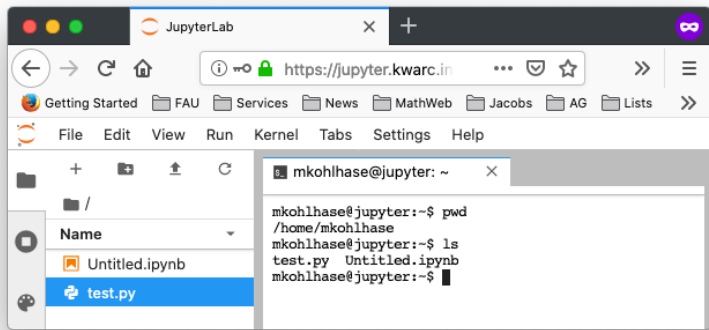 JupyterLab
https://jupyter.kwarc.in
Getting Started FAU Services News MathWeb Jacobs AG Lists
File Edit View Run Kernel Tabs Settings Help
mkohlhase@jupyter: ~
/
Name
Untitled.ipynb
test.py
mkohlhase@jupyter:~$ pwd
/home/mkohlhase
mkohlhase@jupyter:~$ ls
test.py Untitled.ipynb
mkohlhase@jupyter:~$